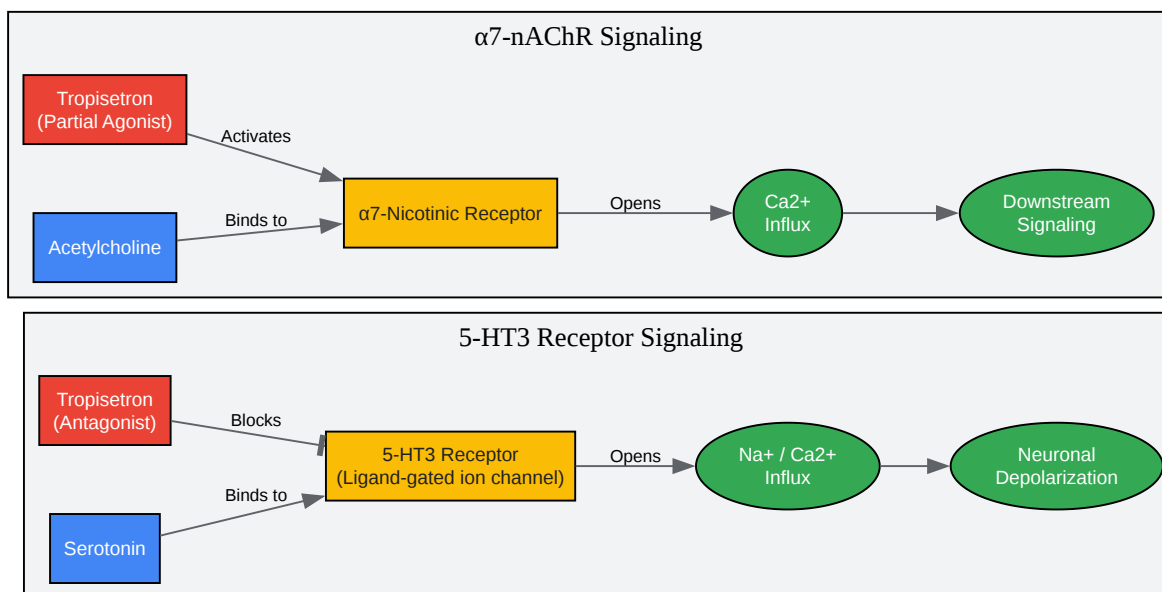 α7-nAChR Signaling
Tropisetron
(Partial Agonist)
Activates
Acetylcholine
Binds to
α7-Nicotinic Receptor
Opens
Ca2+
Influx
Downstream
Signaling
5-HT3 Receptor Signaling
Tropisetron
(Antagonist)
Blocks
Serotonin
Binds to
5-HT3 Receptor
(Ligand-gated ion channel)
Opens
Na+ / Ca2+
Influx
Neuronal
Depolarization